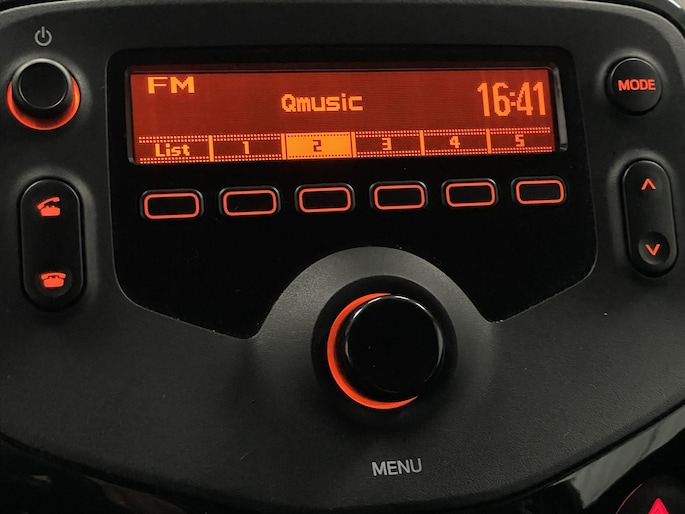 FM
Qmusic
16:41
MODE
List 1 2 3 4 5
MENU